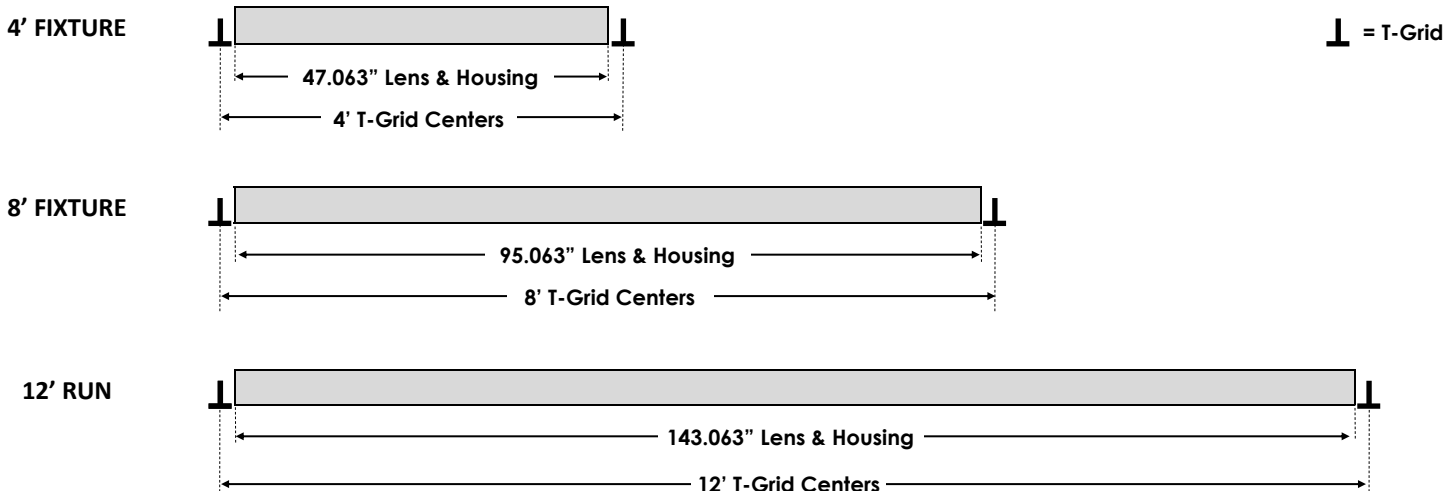 4’ FIXTURE
= T-Grid
47.063” Lens & Housing
4’ T-Grid Centers
8’ FIXTURE
95.063” Lens & Housing
8’ T-Grid Centers
12’ RUN
143.063” Lens & Housing
12’ T-Grid Centers